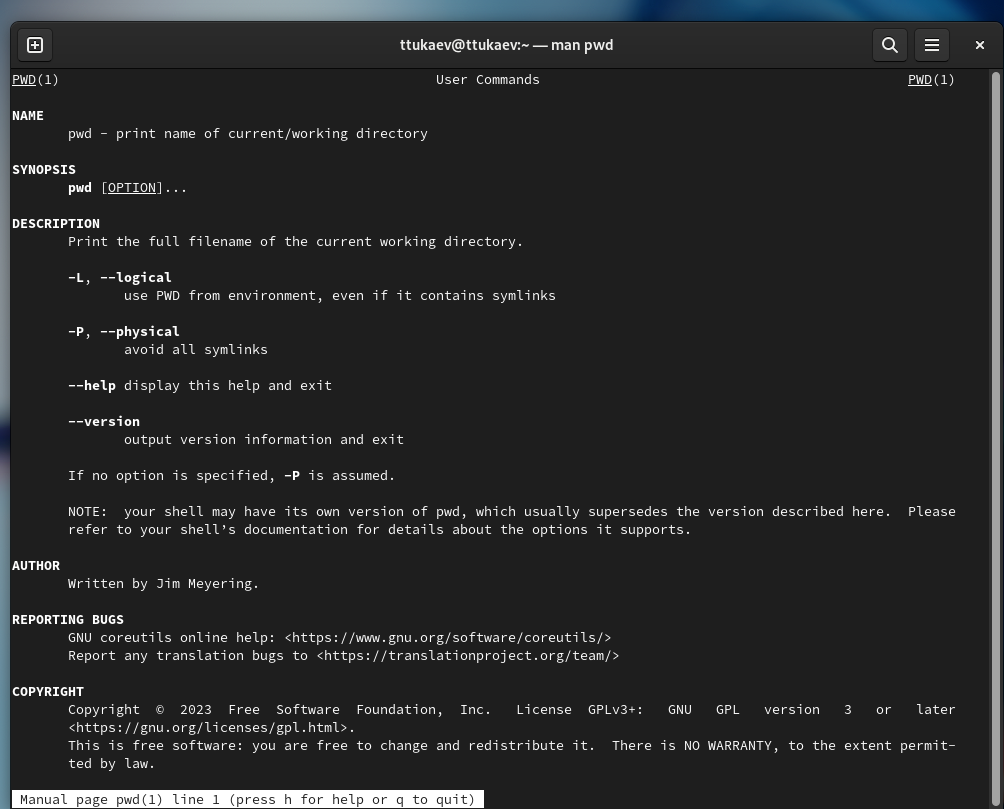 ttukaev@ttukaev:~ — man pwd
PWD(1) User Commands PWD(1)
NAME
pwd - print name of current/working directory
SYNOPSIS
pwd [OPTION]...
DESCRIPTION
Print the full filename of the current working directory.
-L, --logical
use PWD from environment, even if it contains symlinks
-P, --physical
avoid all symlinks
--help display this help and exit
--version
output version information and exit
If no option is specified, -P is assumed.
NOTE:  your shell may have its own version of pwd, which usually supersedes the version described here.  Please
refer to your shell’s documentation for details about the options it supports.
AUTHOR
Written by Jim Meyering.
REPORTING BUGS
GNU coreutils online help: <https://www.gnu.org/software/coreutils/>
Report any translation bugs to <https://translationproject.org/team/>
COPYRIGHT
Copyright © 2023 Free Software Foundation, Inc. License GPLv3+: GNU GPL version 3 or later
<https://gnu.org/licenses/gpl.html>.
This is free software: you are free to change and redistribute it.  There is NO WARRANTY, to the extent permit-
ted by law.
Manual page pwd(1) line 1 (press h for help or q to quit)